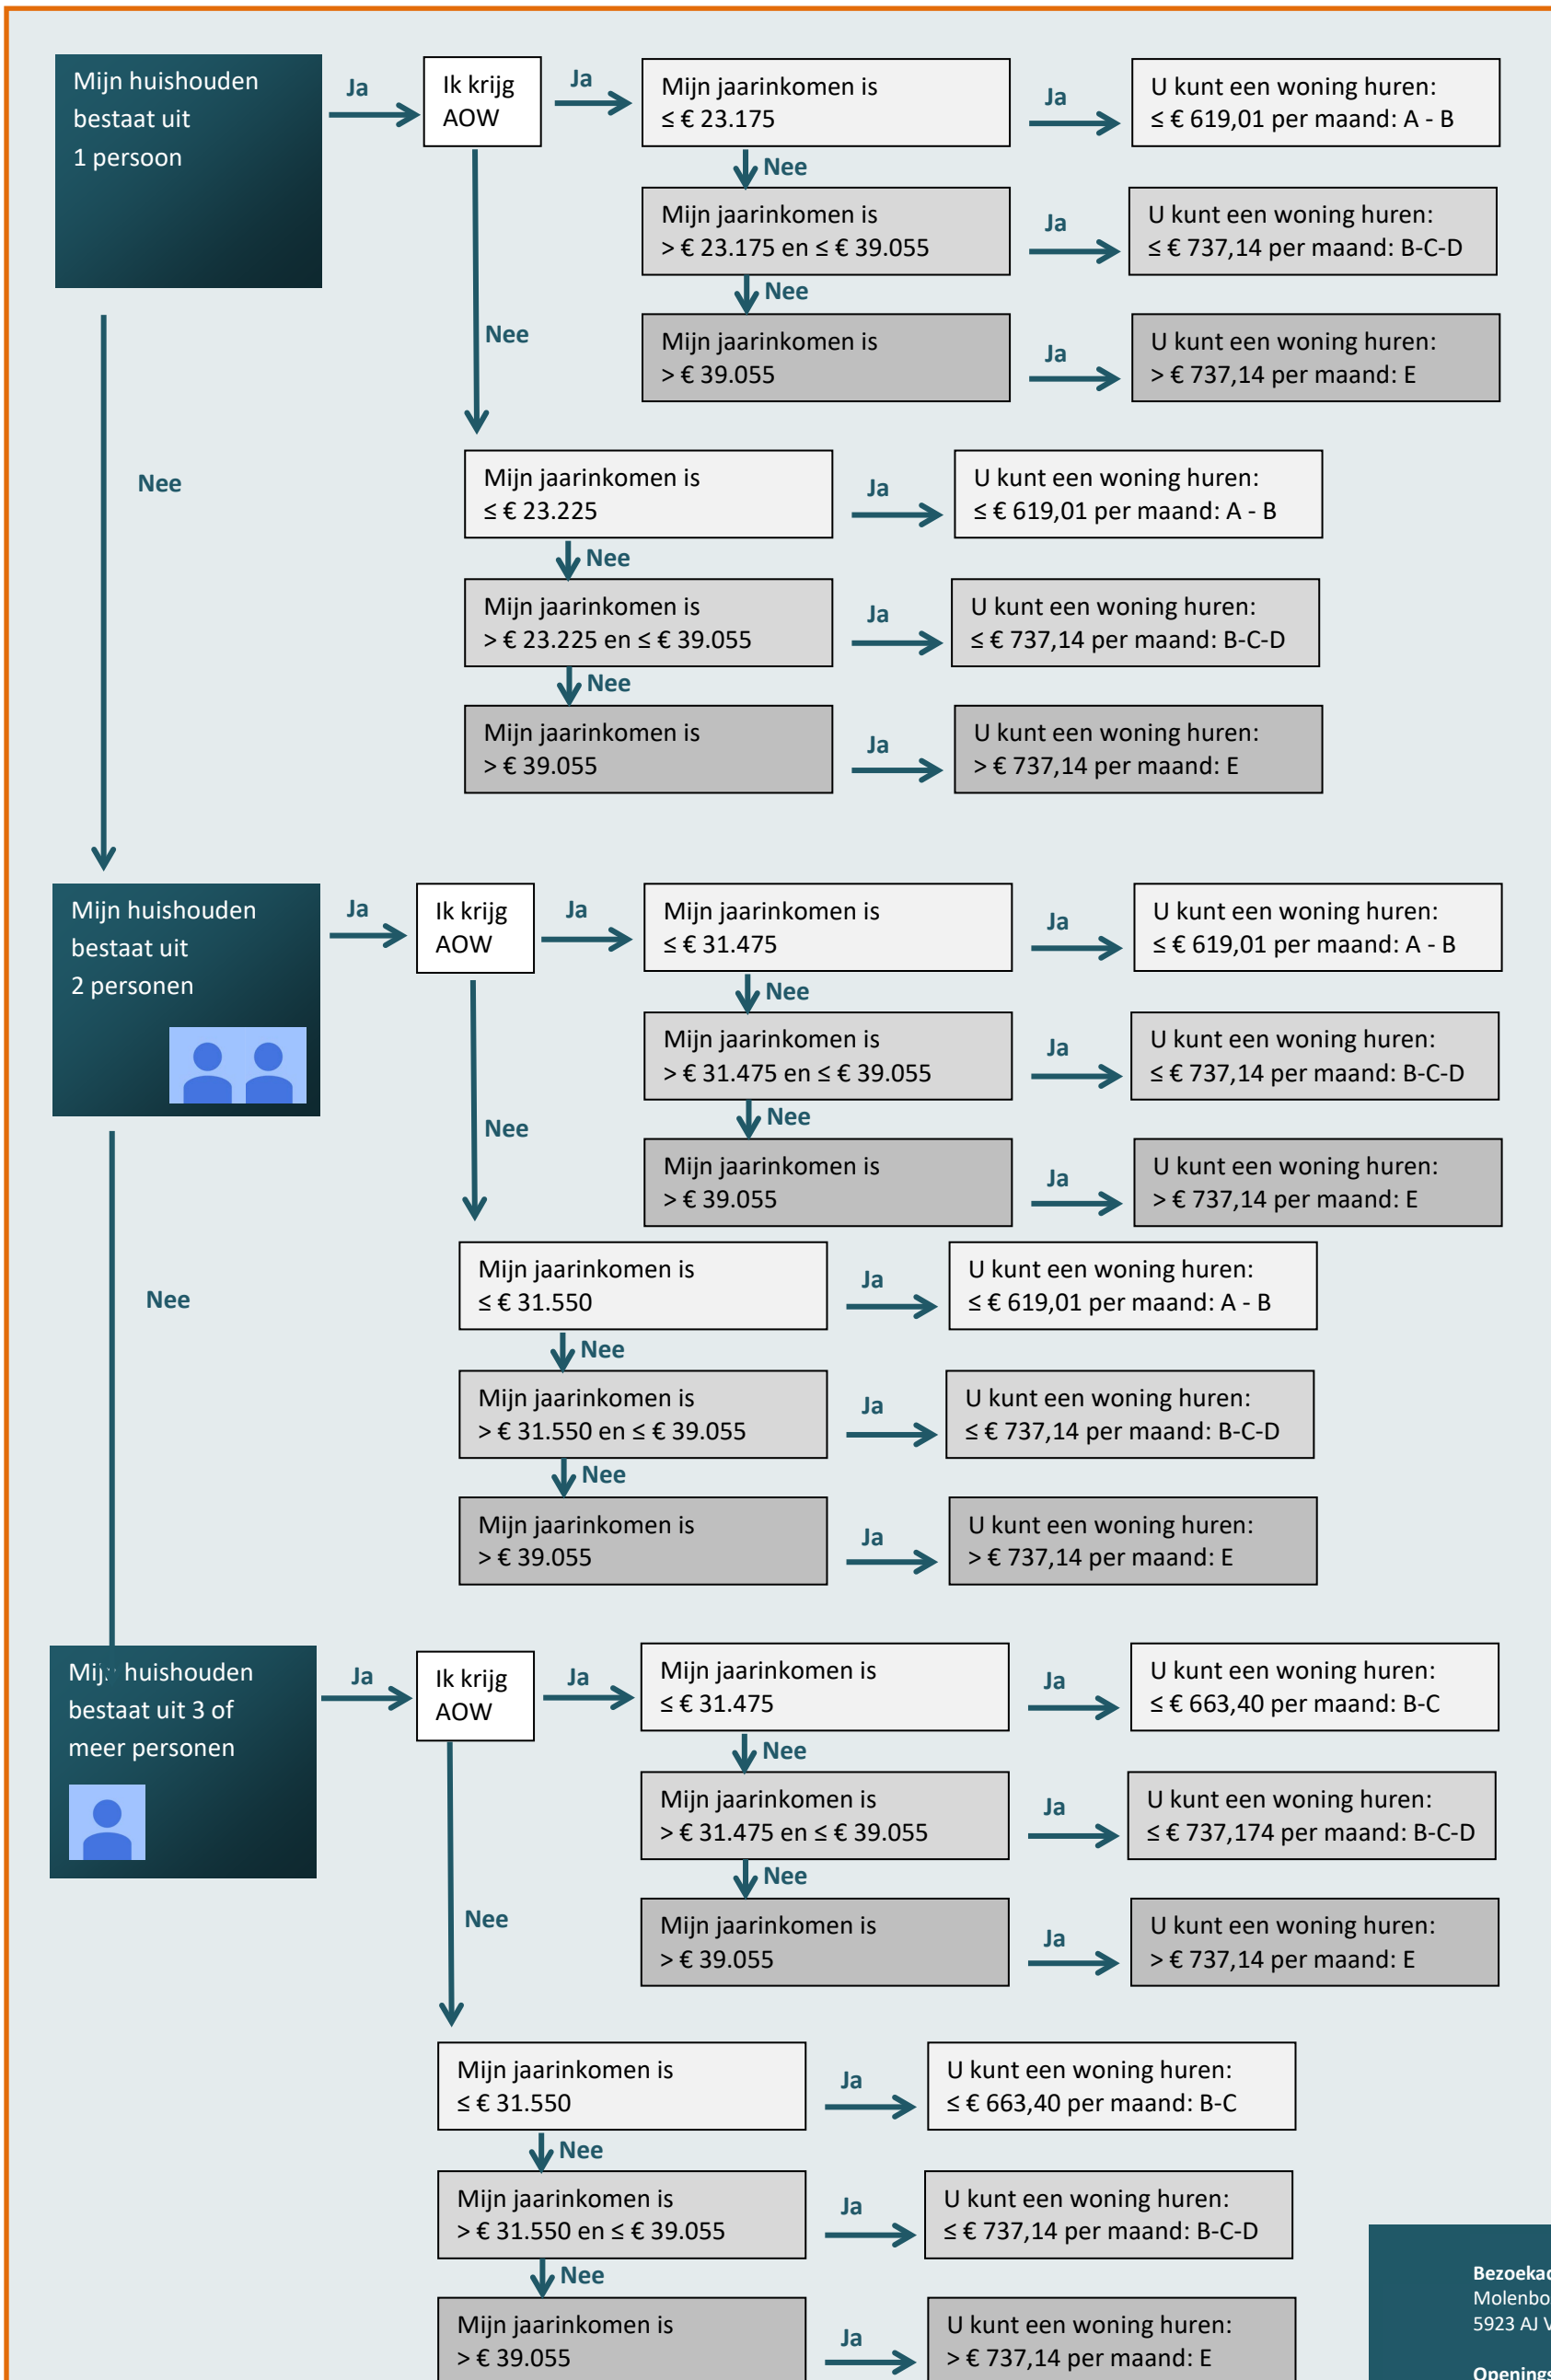 Mijn huishouden
bestaat uit
1 persoon
Ja
Ik krijg
AOW
Ja
Mijn jaarinkomen is
≤ € 23.175
Ja
U kunt een woning huren:
≤ € 619,01 per maand: A - B
Nee
Mijn jaarinkomen is
> € 23.175 en ≤ € 39.055
Ja
U kunt een woning huren:
≤ € 737,14 per maand: B-C-D
Nee
Mijn jaarinkomen is
> € 39.055
Ja
U kunt een woning huren:
> € 737,14 per maand: E
Nee
Mijn jaarinkomen is
≤ € 23.225
Ja
U kunt een woning huren:
≤ € 619,01 per maand: A - B
Nee
Mijn jaarinkomen is
> € 23.225 en ≤ € 39.055
Ja
U kunt een woning huren:
≤ € 737,14 per maand: B-C-D
Nee
Mijn jaarinkomen is
> € 39.055
Ja
U kunt een woning huren:
> € 737,14 per maand: E
Nee
Mijn huishouden
bestaat uit
2 personen
Ja
Ik krijg
AOW
Ja
Mijn jaarinkomen is
≤ € 31.475
Ja
U kunt een woning huren:
≤ € 619,01 per maand: A - B
Nee
Mijn jaarinkomen is
> € 31.475 en ≤ € 39.055
Ja
U kunt een woning huren:
≤ € 737,14 per maand: B-C-D
Nee
Mijn jaarinkomen is
> € 39.055
Ja
U kunt een woning huren:
> € 737,14 per maand: E
Nee
Mijn jaarinkomen is
≤ € 31.550
Ja
U kunt een woning huren:
≤ € 619,01 per maand: A - B
Nee
Mijn jaarinkomen is
> € 31.550 en ≤ € 39.055
Ja
U kunt een woning huren:
≤ € 737,14 per maand: B-C-D
Nee
Mijn jaarinkomen is
> € 39.055
Ja
U kunt een woning huren:
> € 737,14 per maand: E
Nee
Mijn huishouden
bestaat uit 3 of
meer personen
Ja
Ik krijg
AOW
Ja
Mijn jaarinkomen is
≤ € 31.475
Ja
U kunt een woning huren:
≤ € 663,40 per maand: B-C
Nee
Mijn jaarinkomen is
> € 31.475 en ≤ € 39.055
Ja
U kunt een woning huren:
≤ € 737,174 per maand: B-C-D
Nee
Mijn jaarinkomen is
> € 39.055
Ja
U kunt een woning huren:
> € 737,14 per maand: E
Nee
Mijn jaarinkomen is
≤ € 31.550
Ja
U kunt een woning huren:
≤ € 663,40 per maand: B-C
Nee
Mijn jaarinkomen is
> € 31.550 en ≤ € 39.055
Ja
U kunt een woning huren:
≤ € 737,14 per maand: B-C-D
Nee
Mijn jaarinkomen is
> € 39.055
Ja
U kunt een woning huren:
> € 737,14 per maand: E
5923 AJ